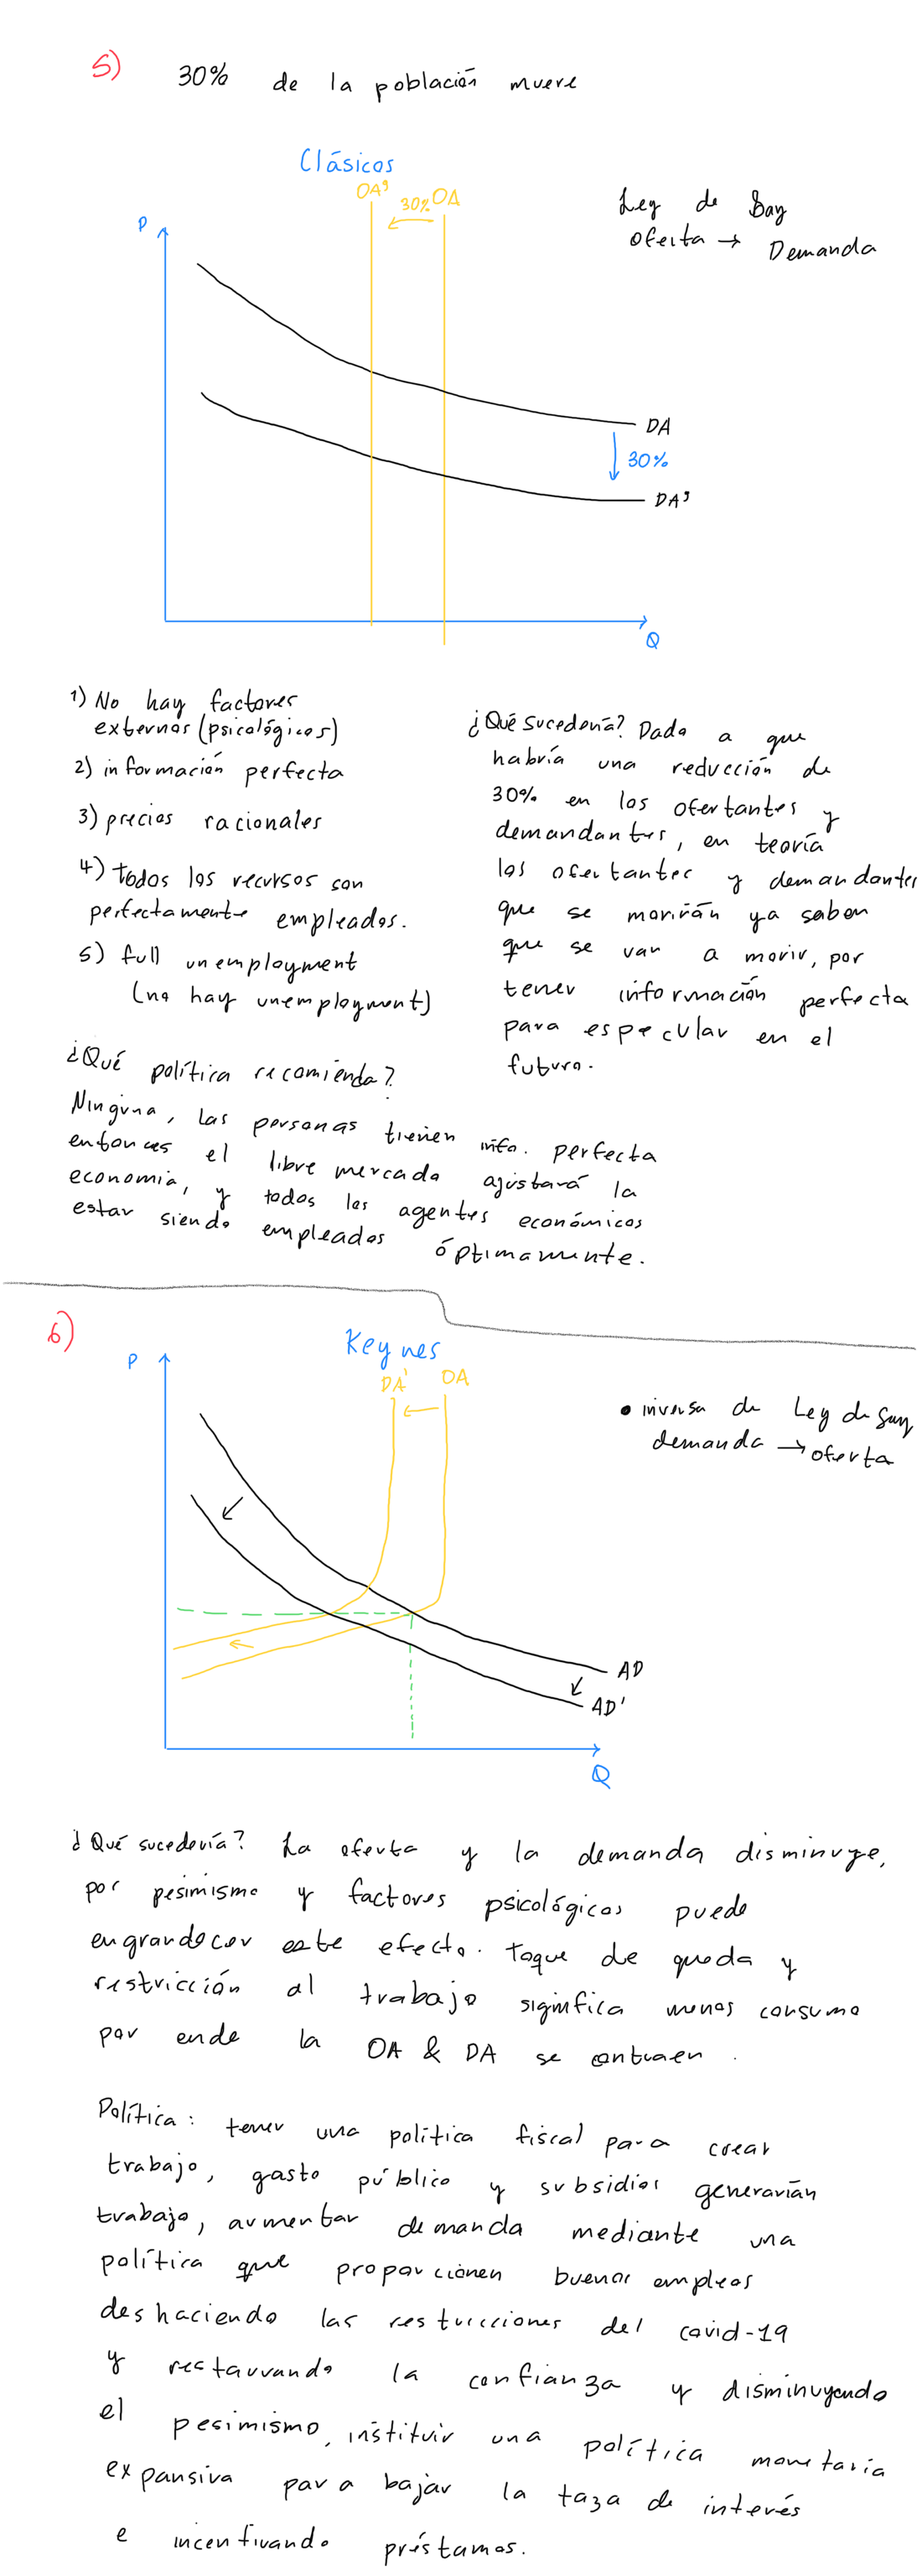 5) 30% de la población muere
Clásicos
OA' 30% OA
P
Ley de Say
oferta → Demanda
DA
30%
DA'
Q
1) No hay factores
externos (psicológicos)
2) información perfecta
3) precios racionales
4) todos los recursos son
perfectamente empleados.
5) full unemployment
(no hay unemployment)
¿Qué sucedería? Dado a que
habría una reducción de
30% en los ofertantes y
demandantes, en teoría
los ofertantes y demandantes
que se morirán ya saben
que se van a morir, por
tener información perfecta
para especular en el
futuro.
¿Qué política recomienda?
Ninguna, las personas tienen info. perfecta
entonces el libre mercado ajustará la
economía, y todos los agentes económicos
estar siendo empleados óptimamente.
6)
Keynes
P
DA' OA
• inversa de Ley de Say
demanda → oferta
AD
AD'
Q
¿Qué sucedería? La oferta y la demanda disminuye,
por pesimismo y factores psicológicos puede
engrandecer este efecto. Toque de queda y
restricción al trabajo significa menos consumo
por ende la OA & DA se contraen.
Política: tener una política fiscal para crear
trabajo, gasto público y subsidios generarían
trabajo, aumentar demanda mediante una
política que proporcionen buenos empleos
deshaciendo las restricciones del covid-19
y restaurando la confianza y disminuyendo
el pesimismo, instituir una política monetaria
expansiva para bajar la taza de interés
e incentivando préstamos.